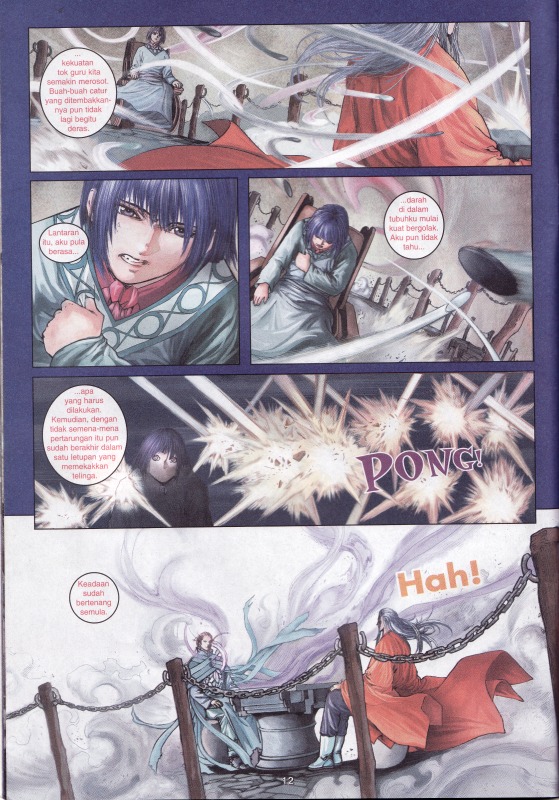 ...
kekuatan
tok guru kita
semakin merosot.
Buah-buah catur
yang ditembakkan-
nya pun tidak
lagi begitu
deras.
Lantaran
itu, aku pula
berasa...
...darah
di dalam
tubuhku mulai
kuat bergolak.
Aku pun tidak
tahu...
...apa
yang harus
dilakukan.
Kemudian, dengan
tidak semena-mena
pertarungan itu pun
sudah berakhir dalam
satu letupan yang
memekakkan
telinga.
PONG!
Keadaan
sudah
bertenang
semula.
Hah!
12